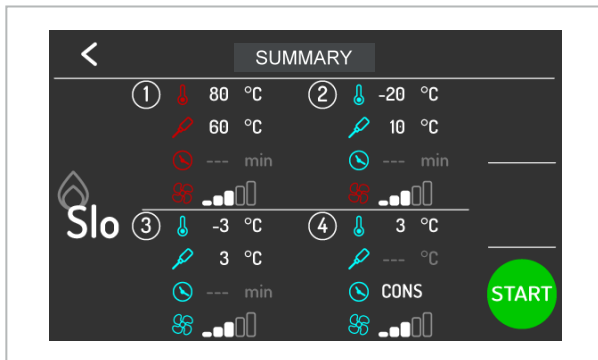 SUMMARY
1 80 °C
60 °C
--- min
2 -20 °C
10 °C
--- min
Slo
3 -3 °C
3 °C
--- min
4 3 °C
--- °C
CONS
START